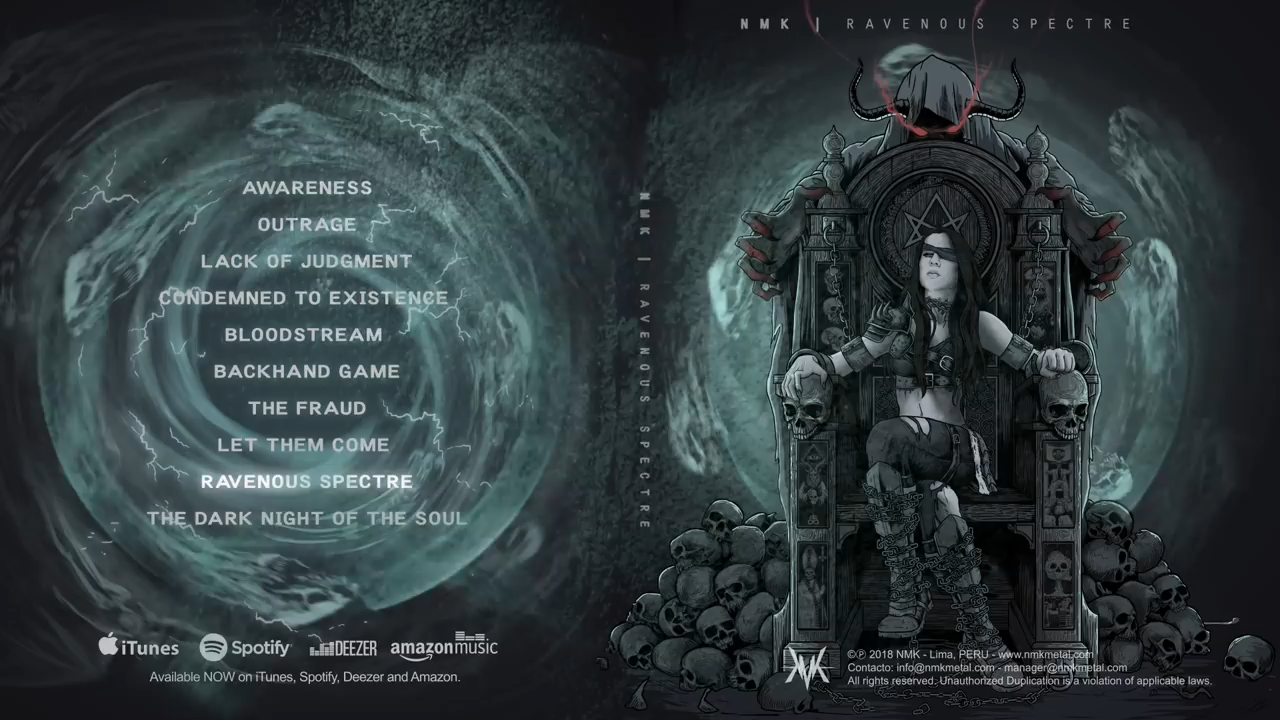 NMK | RAVENOUS SPECTRE
AWARENESS
OUTRAGE
LACK OF JUDGMENT
CONDEMNED TO EXISTENCE
BLOODSTREAM
BACKHAND GAME
THE FRAUD
LET THEM COME
RAVENOUS SPECTRE
THE DARK NIGHT OF THE SOUL
NMK | RAVENOUS SPECTRE
iTunes Spotify DEEZER amazon music
Available NOW on iTunes, Spotify, Deezer and Amazon.
NMK
©℗ 2018 NMK - Lima, PERU - www.nmkmetal.com
Contacto: info@nmkmetal.com - manager@nmkmetal.com
All rights reserved. Unauthorized Duplication is a violation of applicable laws.